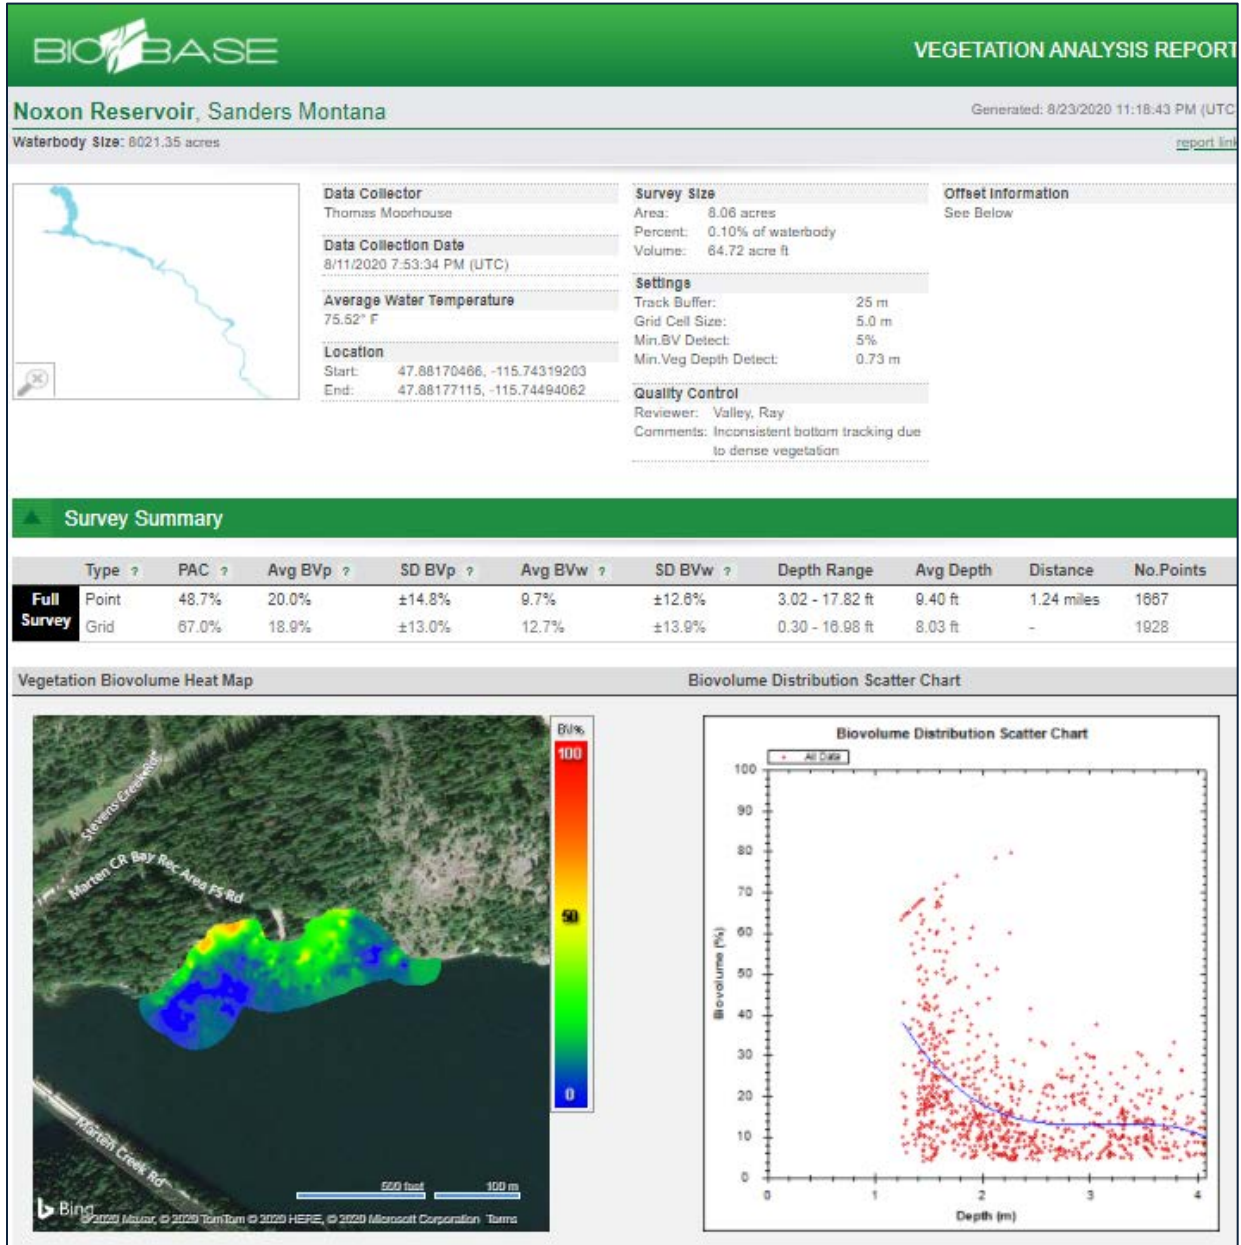 BIOBASE
VEGETATION ANALYSIS REPORT
Noxon Reservoir, Sanders Montana
Generated: 8/23/2020 11:18:43 PM (UTC
Waterbody Size: 8021.35 acres
report link
Data Collector
Thomas Moorhouse
Data Collection Date
8/11/2020 7:53:34 PM (UTC)
Average Water Temperature
75.52° F
Location
Start: 47.88170466, -115.74319203
End: 47.88177115, -115.74494062
Survey Size
Area: 8.06 acres
Percent: 0.10% of waterbody
Volume: 64.72 acre ft
Settings
Track Buffer: 25 m
Grid Cell Size: 5.0 m
Min.BV Detect: 5%
Min.Veg Depth Detect: 0.73 m
Quality Control
Reviewer: Valley, Ray
Comments: Inconsistent bottom tracking due
to dense vegetation
Offset Information
See Below
Survey Summary
Type ? PAC ? Avg BVp ? SD BVp ? Avg BVw ? SD BVw ? Depth Range Avg Depth Distance No.Points
Full Survey
Point 48.7% 20.0% ±14.8% 9.7% ±12.6% 3.02 - 17.82 ft 9.40 ft 1.24 miles 1667
Grid 67.0% 18.9% ±13.0% 12.7% ±13.9% 0.30 - 16.98 ft 8.03 ft - 1928
Vegetation Biovolume Heat Map
Biovolume Distribution Scatter Chart
Stevens Creek Rd
Marten CR Bay Rec Area FS Rd
Marten Creek Rd
500 feet 100 m
Bing
© 2020 Maxar, © 2020 TomTom © 2020 HERE, © 2020 Microsoft Corporation Terms
BV%
100
50
0
Biovolume Distribution Scatter Chart
All Data
Biovolume (%)
100
90
80
70
60
50
40
30
20
10
0
0 1 2 3 4
Depth (m)